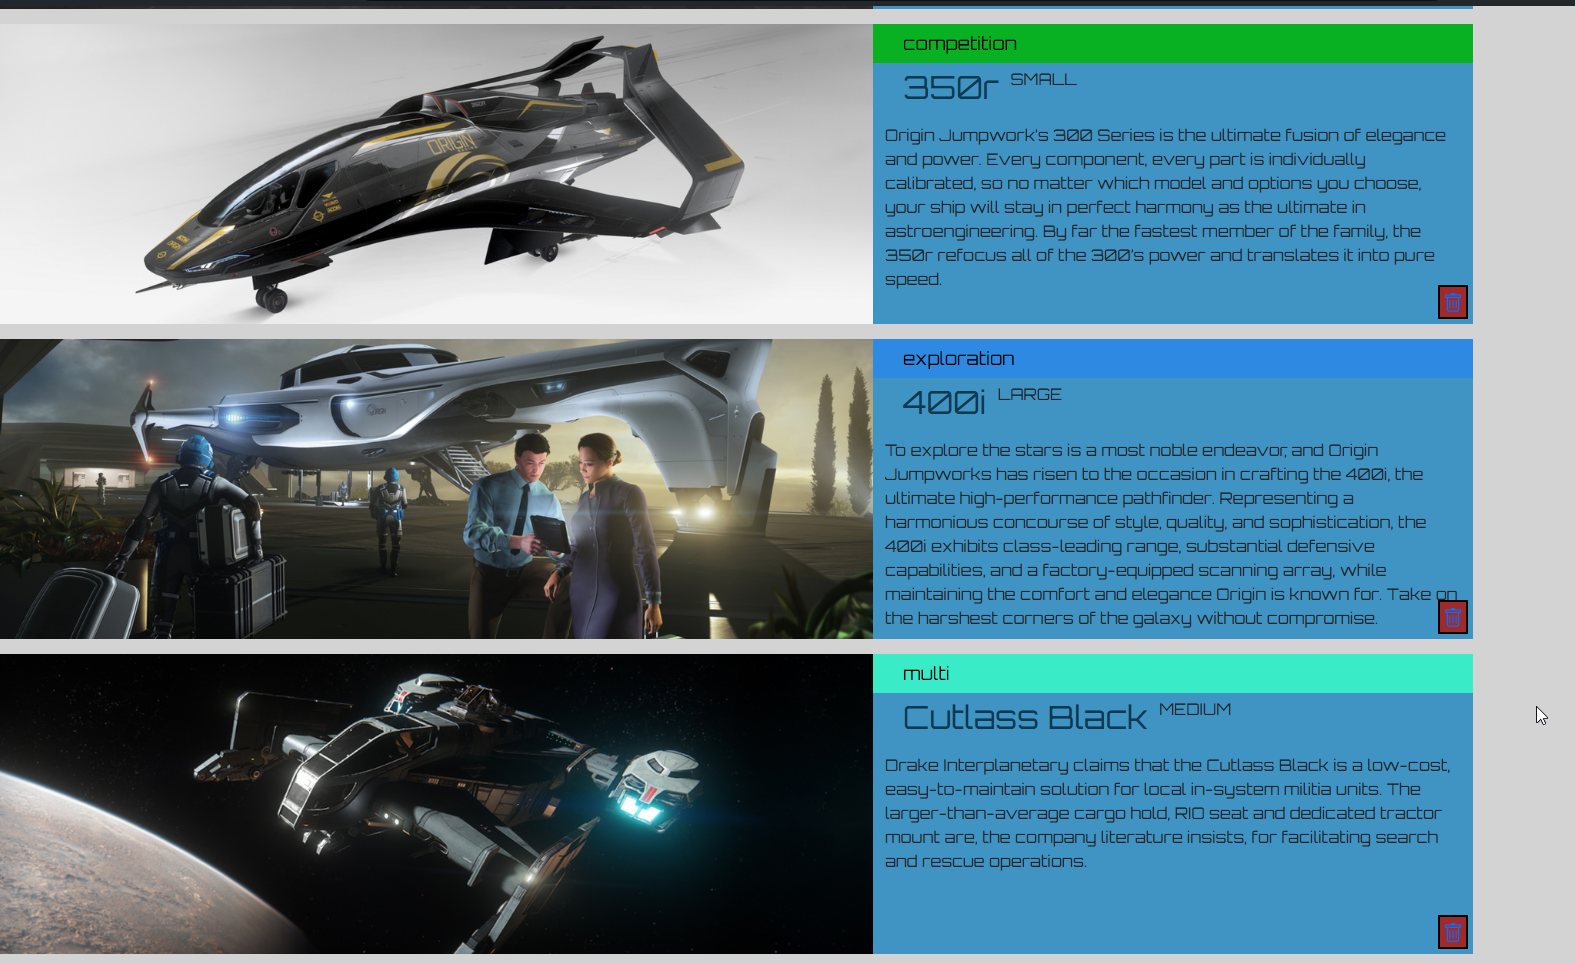 competition
350r SMALL
Origin Jumpwork's 300 Series is the ultimate fusion of elegance
and power. Every component, every part is individually
calibrated, so no matter which model and options you choose,
your ship will stay in perfect harmony as the ultimate in
astroengineering. By far the fastest member of the family, the
350r refocus all of the 300's power and translates it into pure
speed.
ORIGIN
exploration
400i LARGE
To explore the stars is a most noble endeavor, and Origin
Jumpworks has risen to the occasion in crafting the 400i, the
ultimate high-performance pathfinder. Representing a
harmonious concourse of style, quality, and sophistication, the
400i exhibits class-leading range, substantial defensive
capabilities, and a factory-equipped scanning array, while
maintaining the comfort and elegance Origin is known for. Take on
the harshest corners of the galaxy without compromise.
multi
Cutlass Black MEDIUM
Drake Interplanetary claims that the Cutlass Black is a low-cost,
easy-to-maintain solution for local in-system militia units. The
larger-than-average cargo hold, RIO seat and dedicated tractor
mount are, the company literature insists, for facilitating search
and rescue operations.